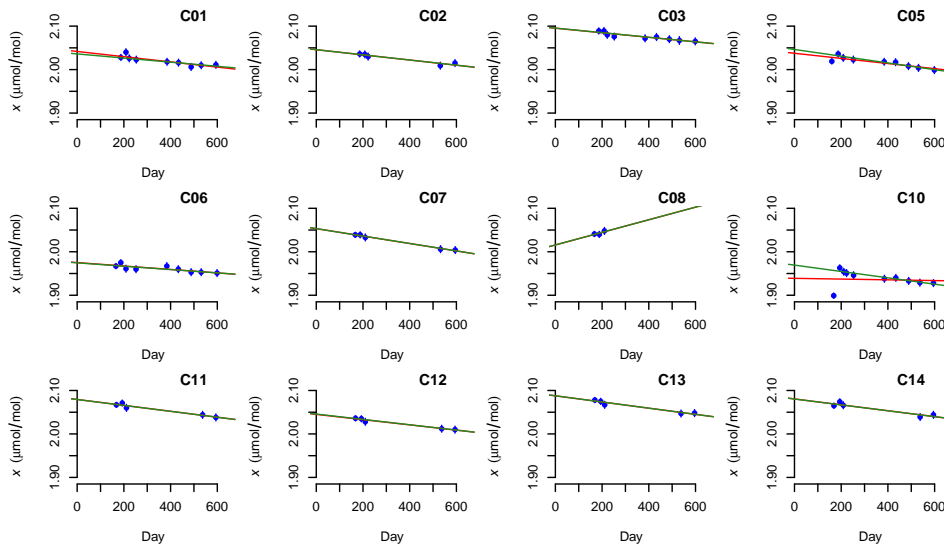 C01 C02 C03 C05
x (μmol/mol) x (μmol/mol) x (μmol/mol) x (μmol/mol)
2.10 2.10 2.10 2.10
2.00 2.00 2.00 2.00
1.90 1.90 1.90 1.90
0 200 400 600 0 200 400 600 0 200 400 600 0 200 400 600
Day Day Day Day
C06 C07 C08 C10
x (μmol/mol) x (μmol/mol) x (μmol/mol) x (μmol/mol)
2.10 2.10 2.10 2.10
2.00 2.00 2.00 2.00
1.90 1.90 1.90 1.90
0 200 400 600 0 200 400 600 0 200 400 600 0 200 400 600
Day Day Day Day
C11 C12 C13 C14
x (μmol/mol) x (μmol/mol) x (μmol/mol) x (μmol/mol)
2.10 2.10 2.10 2.10
2.00 2.00 2.00 2.00
1.90 1.90 1.90 1.90
0 200 400 600 0 200 400 600 0 200 400 600 0 200 400 600
Day Day Day Day